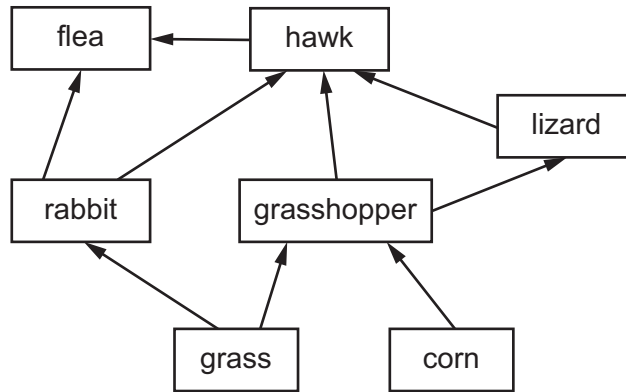 flea
hawk
lizard
rabbit
grasshopper
grass
corn